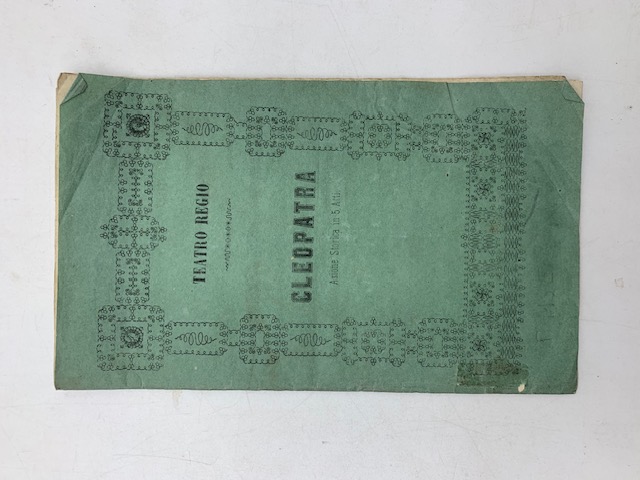 TEATRO REGIO
CLEOPATRA
Azione Storica in 5 Atti.